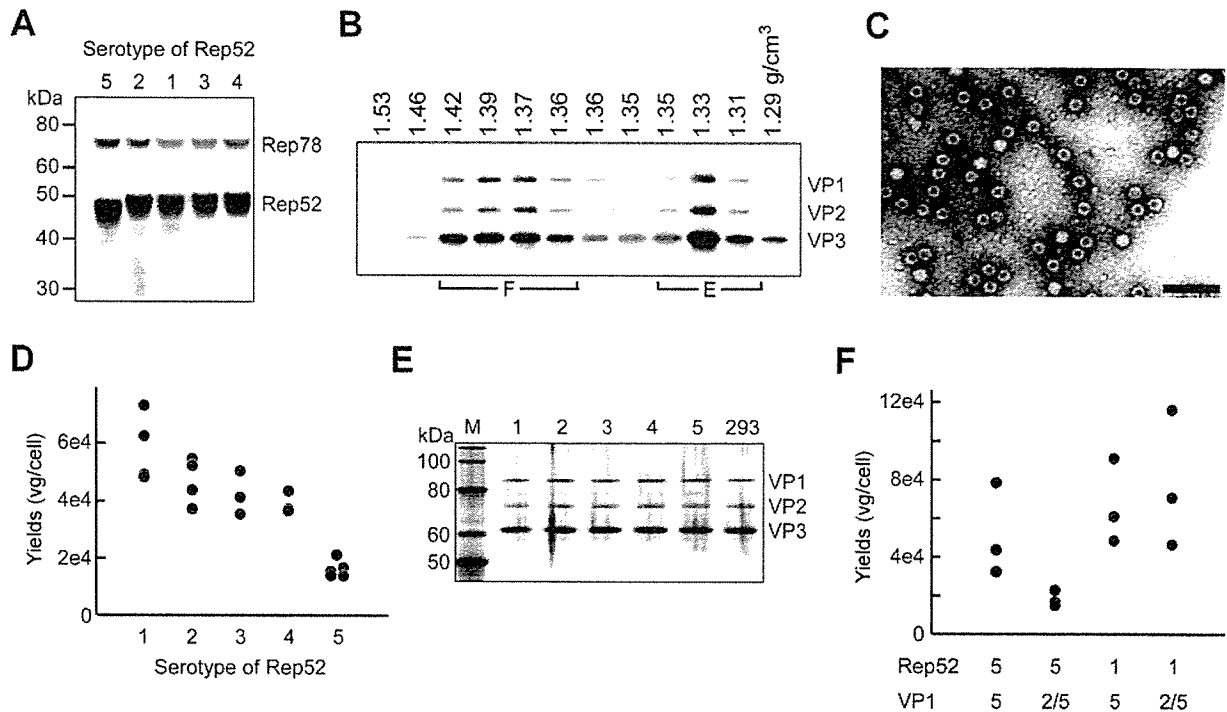 A
Serotype of Rep52
5 2 1 3 4
kDa
80
60
50
40
30
Rep78
Rep52
B
1.53 1.46 1.42 1.39 1.37 1.36 1.36 1.35 1.35 1.33 1.31 1.29 g/cm³
VP1
VP2
VP3
F E
C
D
Yields (vg/cell)
6e4
4e4
2e4
0
1 2 3 4 5
Serotype of Rep52
E
M 1 2 3 4 5 293
kDa
100
80
60
50
VP1
VP2
VP3
F
Yields (vg/cell)
12e4
8e4
4e4
0
Rep52 5 5 1 1
VP1 5 2/5 5 2/5